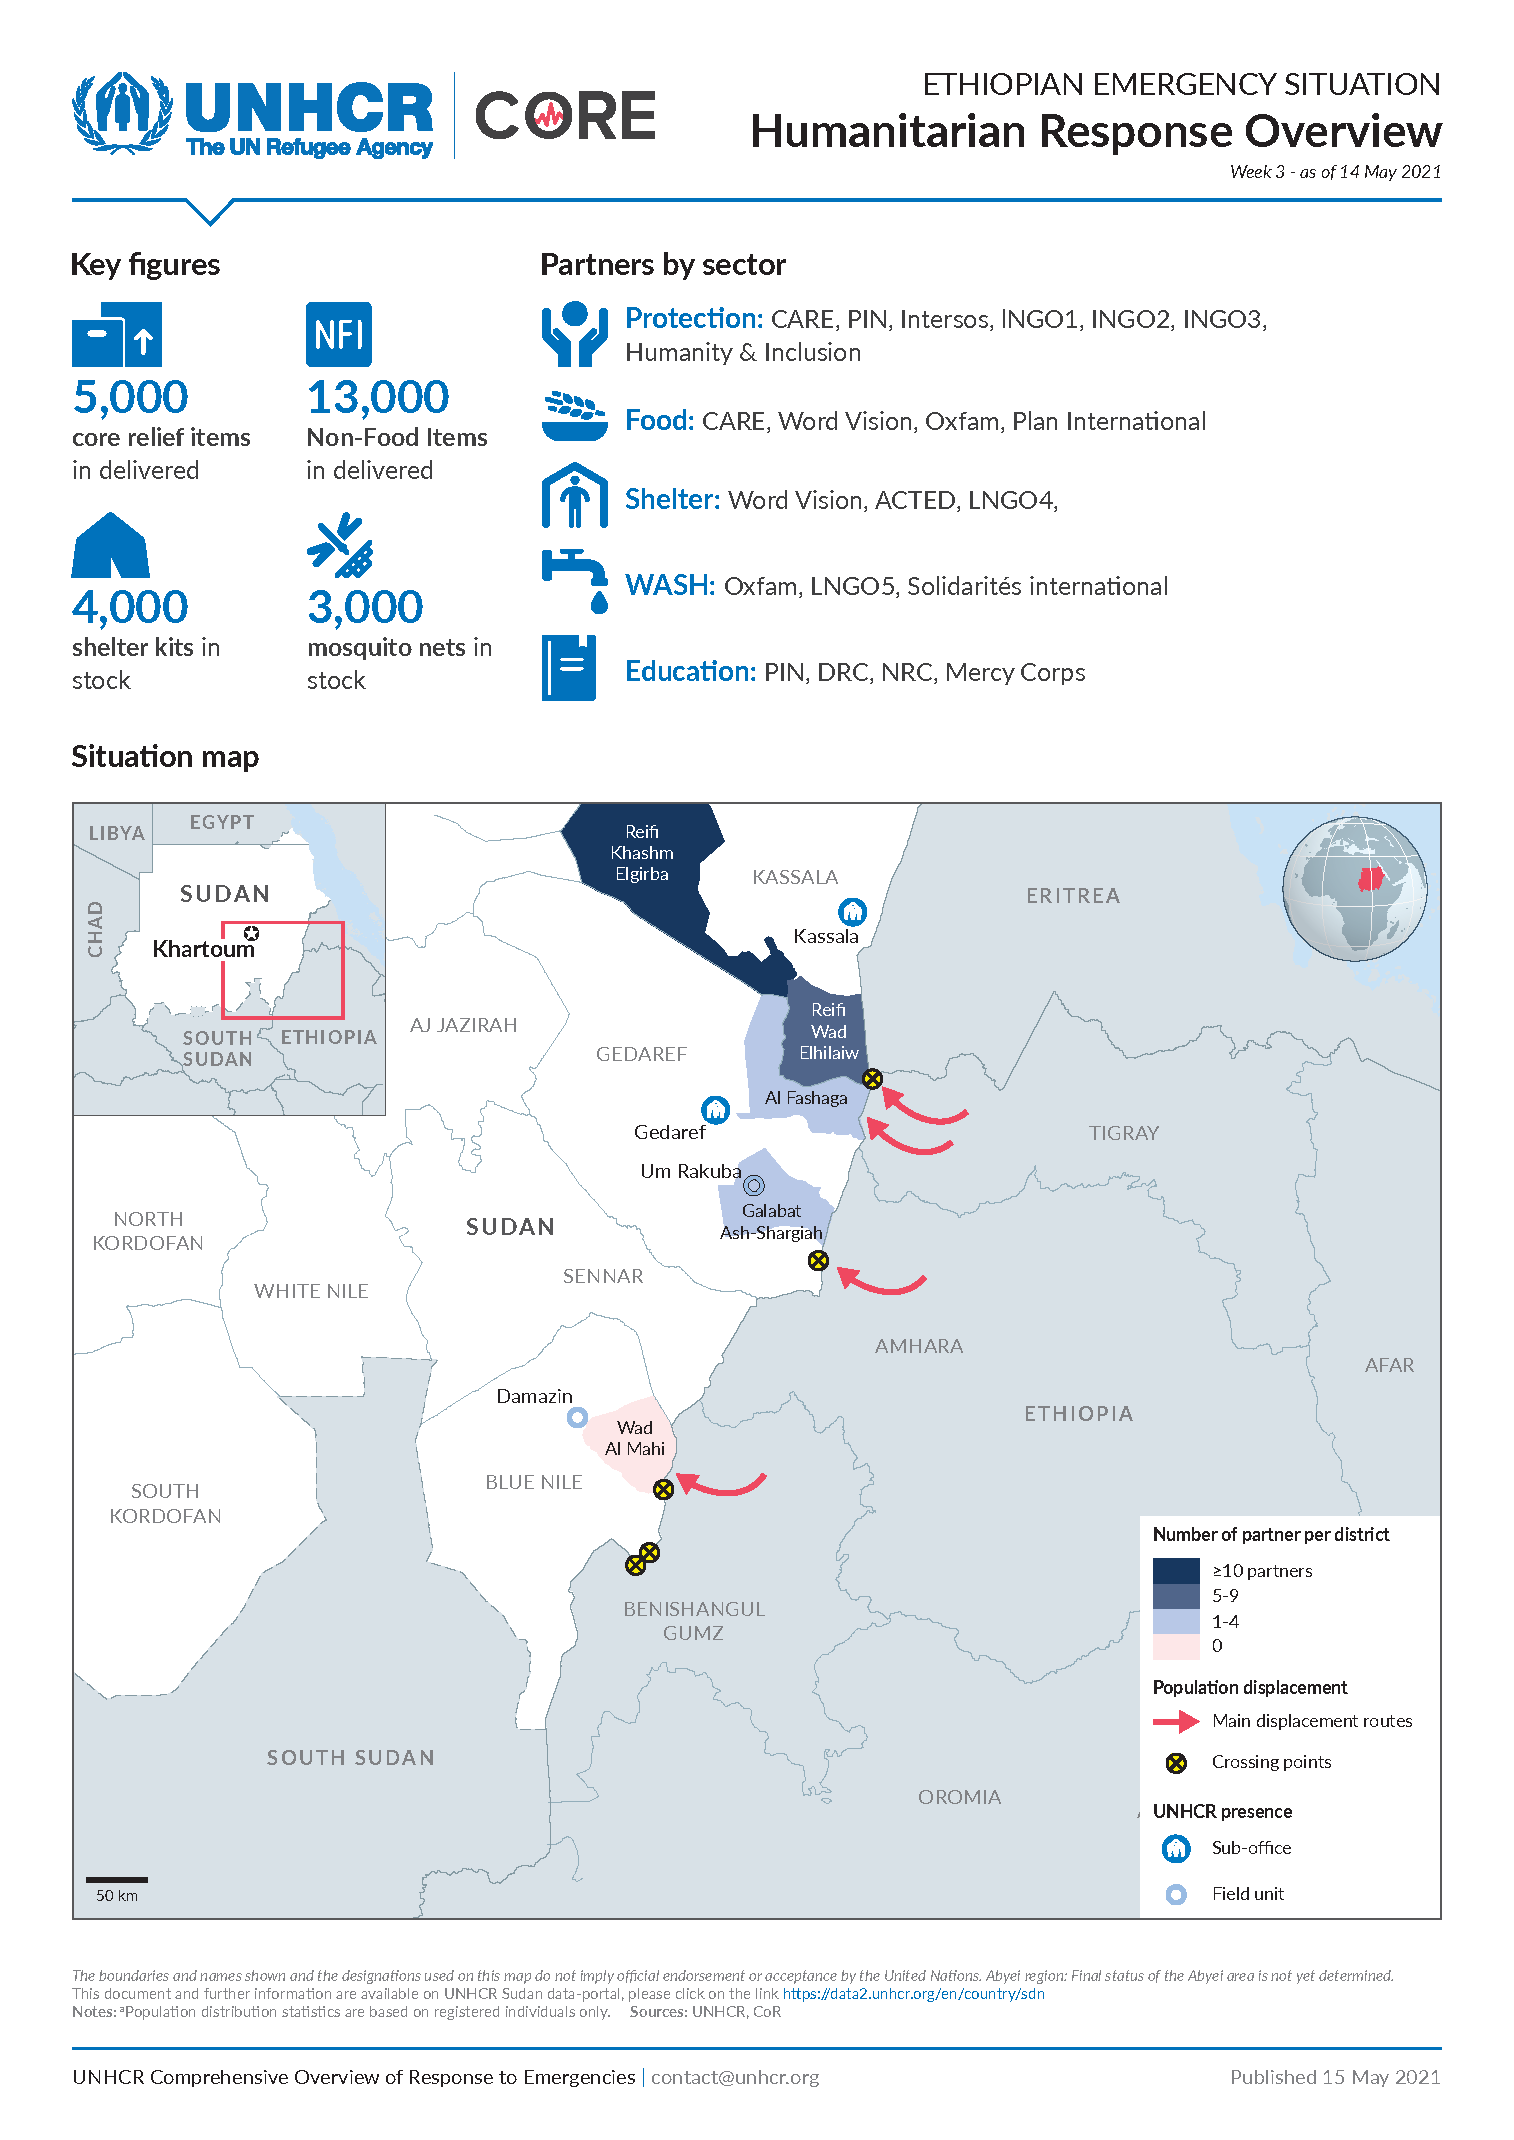 UNHCR
The UN Refugee Agency
CORE
ETHIOPIAN EMERGENCY SITUATION
Humanitarian Response Overview
Week 3 - as of 14 May 2021
Key figures
NFI
5,000
core relief items
in delivered
13,000
Non-Food Items
in delivered
4,000
shelter kits in
stock
3,000
mosquito nets in
stock
Partners by sector
Protection: CARE, PIN, Intersos, INGO1, INGO2, INGO3,
Humanity & Inclusion
Food: CARE, Word Vision, Oxfam, Plan International
Shelter: Word Vision, ACTED, LNGO4,
WASH: Oxfam, LNGO5, Solidarités international
Education: PIN, DRC, NRC, Mercy Corps
Situation map
LIBYA
EGYPT
SUDAN
CHAD
Khartoum
SOUTH
SUDAN
ETHIOPIA
Reifi
Khashm
Elgirba
KASSALA
Kassala
ERITREA
AJ JAZIRAH
GEDAREF
Reifi
Wad
Elhilaiw
Al Fashaga
Gedaref
TIGRAY
Um Rakuba
Galabat
Ash-Shargiah
NORTH
KORDOFAN
SUDAN
WHITE NILE
SENNAR
AMHARA
AFAR
Damazin
Wad
Al Mahi
ETHIOPIA
BLUE NILE
SOUTH
KORDOFAN
BENISHANGUL
GUMZ
SOUTH SUDAN
OROMIA
50 km
Number of partner per district
≥10 partners
5-9
1-4
0
Population displacement
Main displacement routes
Crossing points
UNHCR presence
Sub-office
Field unit
The boundaries and names shown and the designations used on this map do not imply official endorsement or acceptance by the United Nations. Abyei region: Final status of the Abyei area is not yet determined.
This document and further information are available on UNHCR Sudan data-portal, please click on the link https://data2.unhcr.org/en/country/sdn
Notes: ᵃPopulation distribution statistics are based on registered individuals only. Sources: UNHCR, CoR
UNHCR Comprehensive Overview of Response to Emergencies | contact@unhcr.org
Published 15 May 2021